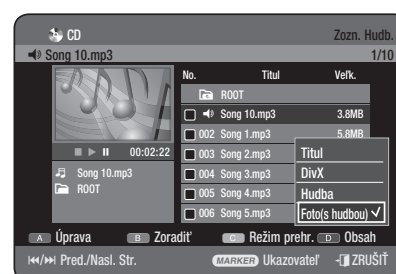 CD Zozn. Hudb.
Song 10.mp3 1/10
No. Titul Veľk.
ROOT
Song 10.mp3 3.8MB
002 Song 1.mp3 5.8MB
00:02:22
003 Song 2.mp3
Song 10.mp3
ROOT
004 Song 3.mp3
005 Song 4.mp3
006 Song 5.mp3
Titul
DivX
Hudba
Foto(s hudbou)
A Úprava B Zoradiť C Režim prehr. D Obsah
Pred./Nasl. Str. MARKER Ukazovateľ ZRUŠIŤ